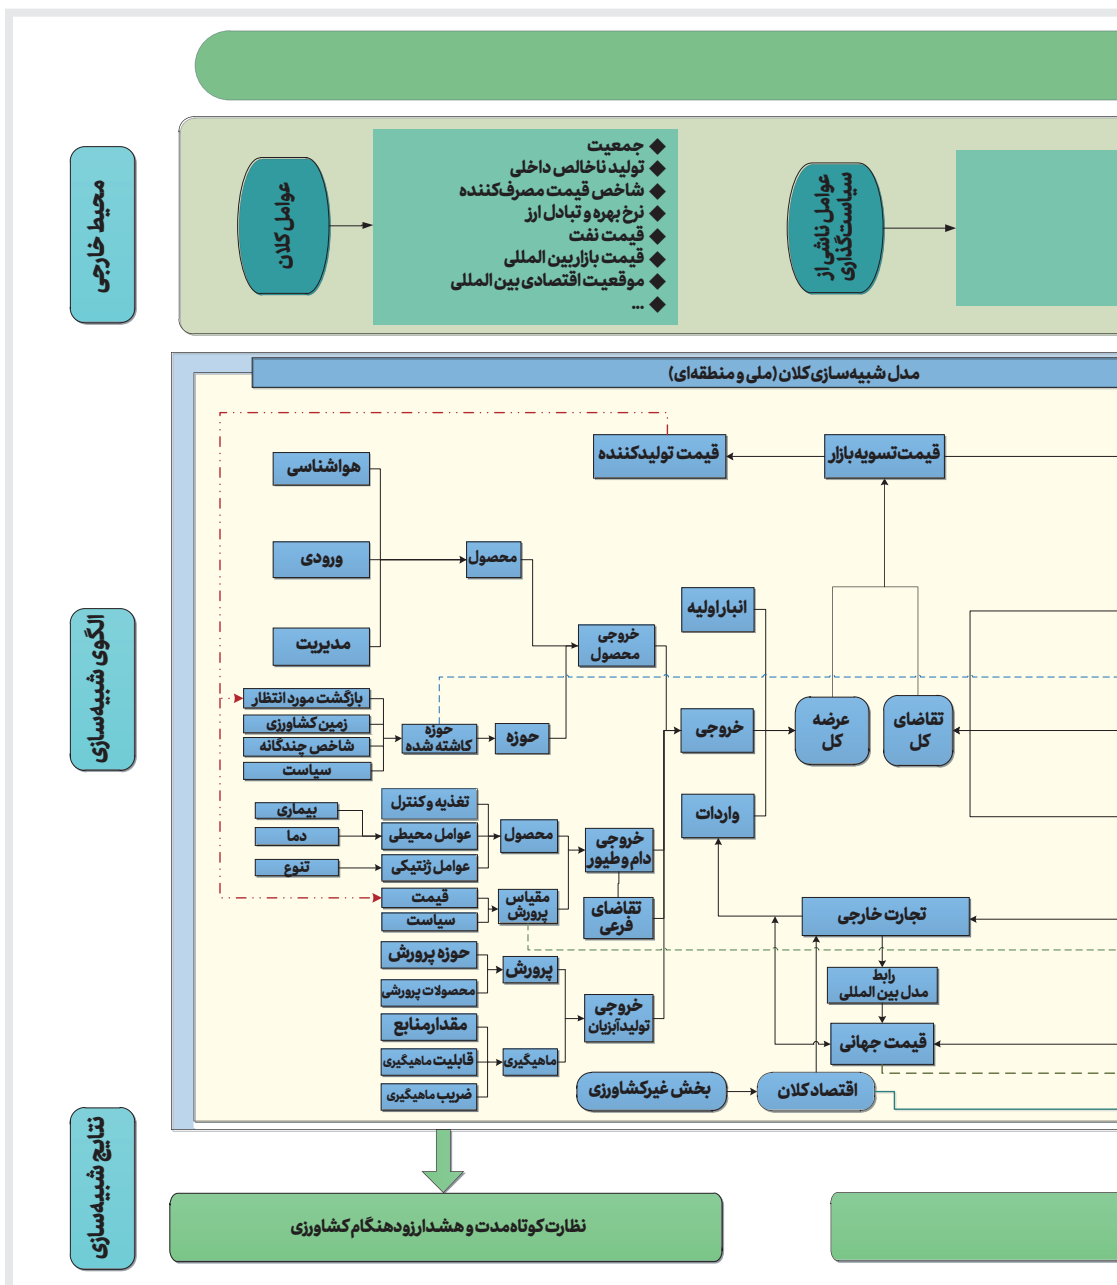 محیط خارجی
عوامل کلان
جمعیت
تولید ناخالص داخلی
شاخص قیمت مصرف‌کننده
نرخ بهره و تبادل ارز
قیمت نفت
قیمت بازاربین المللی
موقعیت اقتصادی بین المللی
...
عوامل ناشی از
سیاست‌گذاری
الگوی شبیه‌سازی
مدل شبیه‌سازی کلان (ملی و منطقه‌ای)
قیمت تولیدکننده
قیمت تسویه بازار
هواشناسی
ورودی
مدیریت
محصول
انبار اولیه
خروجی
محصول
بازگشت مورد انتظار
زمین کشاورزی
شاخص چندگانه
سیاست
حوزه
کاشته شده
حوزه
خروجی
عرضه
کل
تقاضای
کل
واردات
بیماری
دما
تنوع
تغذیه و کنترل
عوامل محیطی
عوامل ژنتیکی
محصول
خروجی
دام و طیور
قیمت
سیاست
مقیاس
پرورش
تقاضای
فرعی
تجارت خارجی
حوزه پرورش
محصولات پرورشی
پرورش
رابط
مدل بین المللی
خروجی
تولید آبزیان
مقدار منابع
قابلیت ماهیگیری
ضریب ماهیگیری
ماهیگیری
قیمت جهانی
بخش غیرکشاورزی
اقتصاد کلان
نتایج شبیه‌سازی
نظارت کوتاه مدت و هشدار زودهنگام کشاورزی